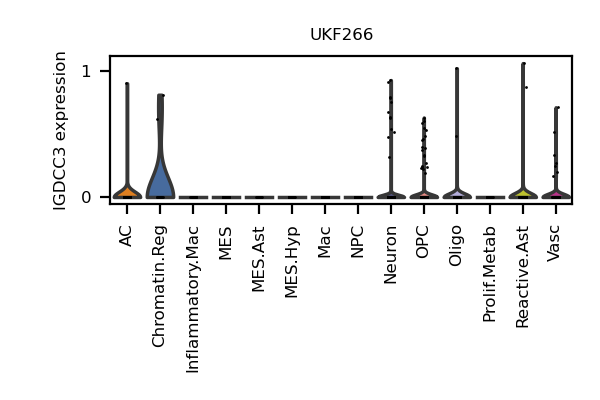 UKF266
IGDCC3 expression
1
0
AC
Chromatin.Reg
Inflammatory.Mac
MES
MES.Ast
MES.Hyp
Mac
NPC
Neuron
OPC
Oligo
Prolif.Metab
Reactive.Ast
Vasc